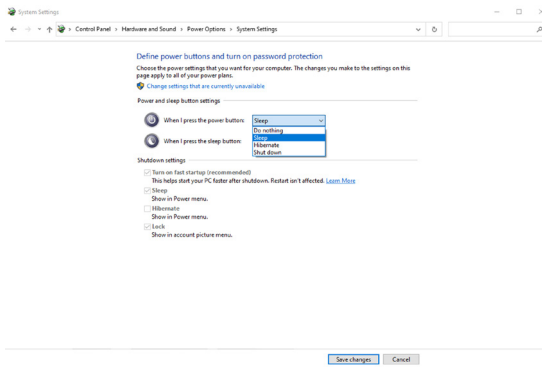 System Settings
Control Panel > Hardware and Sound > Power Options > System Settings
Define power buttons and turn on password protection
Choose the power settings that you want for your computer. The changes you make to the settings on this
page apply to all of your power plans.
Change settings that are currently unavailable
Power and sleep button settings
When I press the power button: Sleep
Do nothing
Sleep
Hibernate
Shut down
When I press the sleep button:
Shutdown settings
Turn on fast startup (recommended)
This helps start your PC faster after shutdown. Restart isn't affected. Learn More
Sleep
Show in Power menu.
Hibernate
Show in Power menu.
Lock
Show in account picture menu.
Save changes Cancel